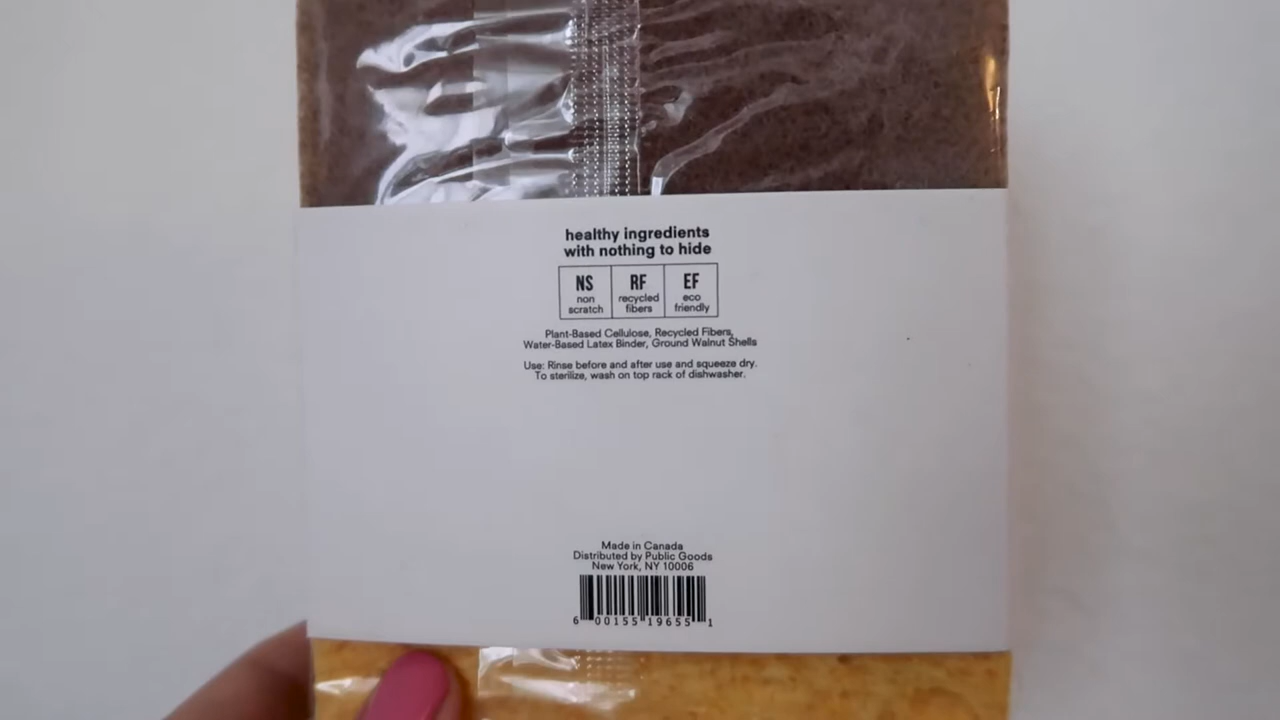 healthy ingredients
with nothing to hide
NS RF EF
non scratch recycled fibers eco friendly
Plant-Based Cellulose, Recycled Fibers,
Water-Based Latex Binder, Ground Walnut Shells
Use: Rinse before and after use and squeeze dry.
To sterilize, wash on top rack of dishwasher.
Made in Canada
Distributed by Public Goods
New York, NY 10006
6 00155 19655 1